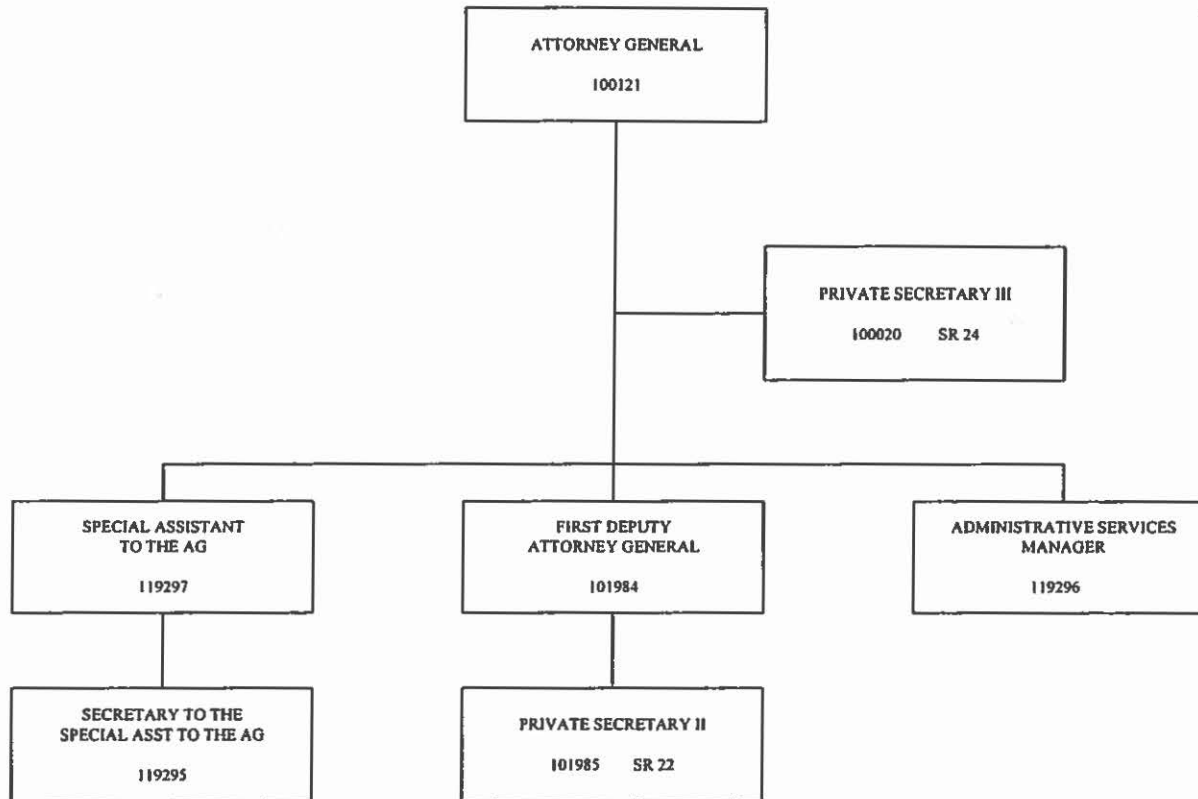 ATTORNEY GENERAL
100121
PRIVATE SECRETARY III
100020 SR 24
SPECIAL ASSISTANT
TO THE AG
119297
FIRST DEPUTY
ATTORNEY GENERAL
101984
ADMINISTRATIVE SERVICES
MANAGER
119296
SECRETARY TO THE
SPECIAL ASST TO THE AG
119295
PRIVATE SECRETARY II
101985 SR 22